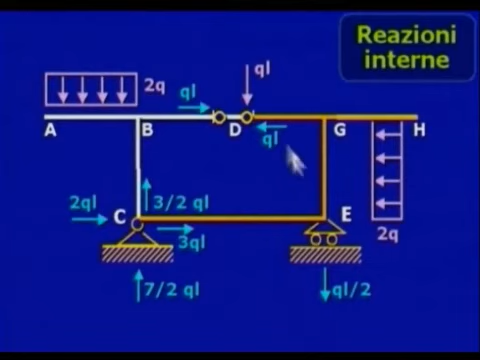 Reazioni
interne
2q
ql
ql
A
B
D
G
H
ql
2ql
C
3/2 ql
3ql
E
2q
7/2 ql
ql/2